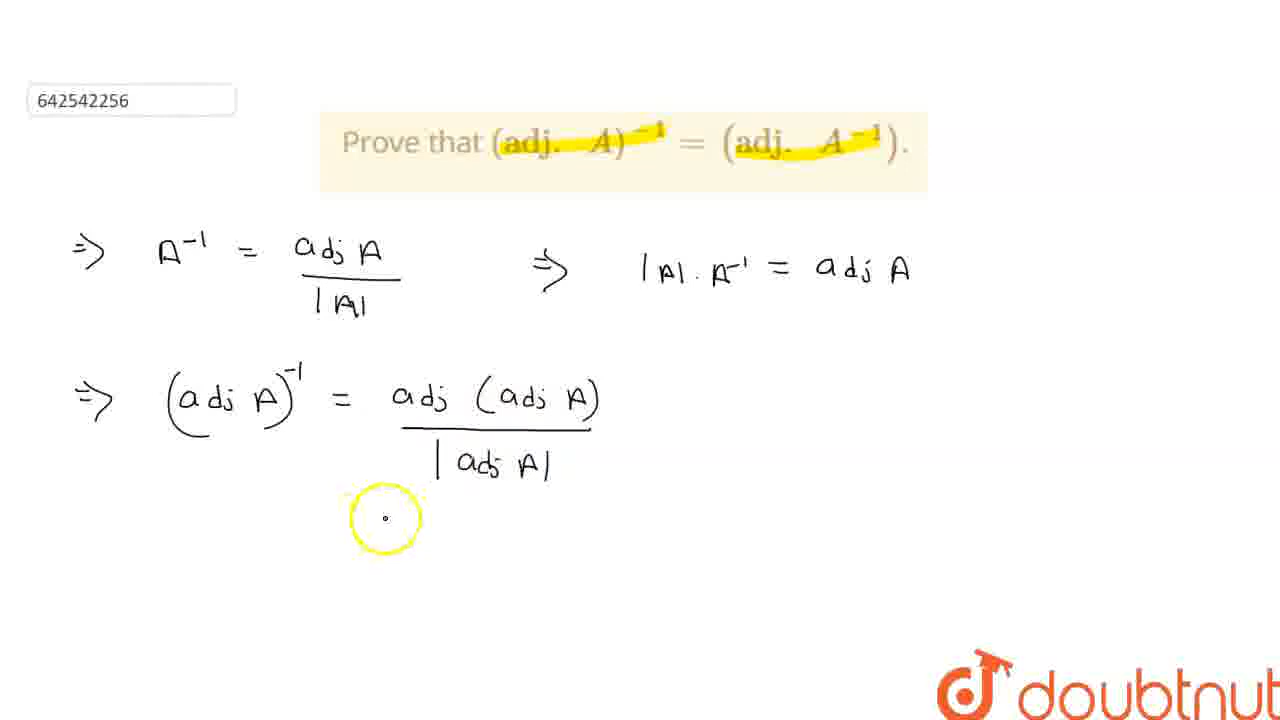 642542256
Prove that (adj. A)⁻¹ = (adj. A⁻¹).
⇒ A⁻¹ = adj A / |A| ⇒ |A| . A⁻¹ = adj A
⇒ (adj A)⁻¹ = adj (adj A) / |adj A|
doubtnut